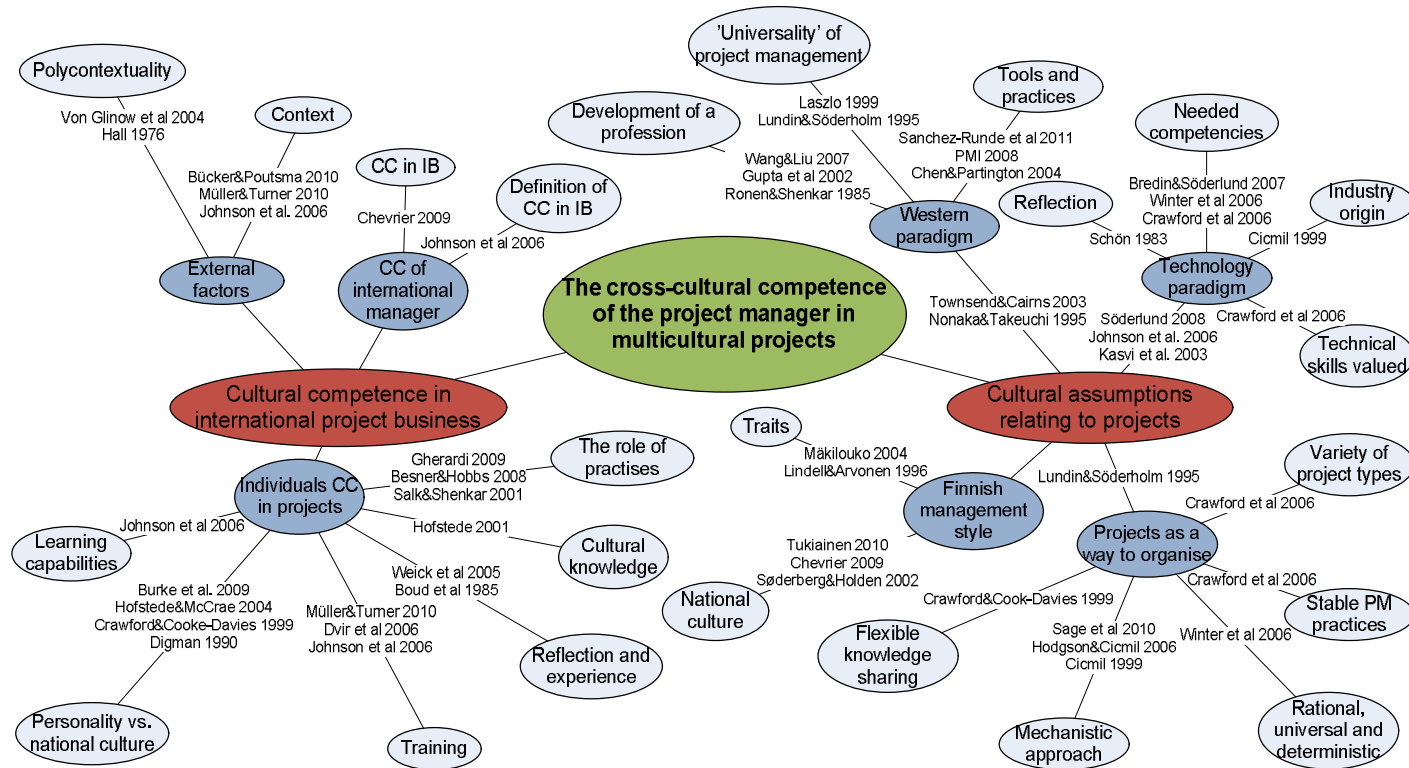 'Universality' of
project management
Polycontextuality
Von Glinow et al 2004
Hall 1976
Context
Bücker&Poutsma 2010
Müller&Turner 2010
Johnson et al. 2006
External
factors
CC in IB
Chevrier 2009
Definition of
CC in IB
Johnson et al 2006
CC of
international
manager
Development of a
profession
Wang&Liu 2007
Gupta et al 2002
Ronen&Shenkar 1985
Laszlo 1999
Lundin&Söderholm 1995
Tools and
practices
Sanchez-Runde et al 2011
PMI 2008
Chen&Partington 2004
Western
paradigm
Townsend&Cairns 2003
Nonaka&Takeuchi 1995
Needed
competencies
Bredin&Söderlund 2007
Winter et al 2006
Crawford et al 2006
Reflection
Schön 1983
Industry
origin
Cicmil 1999
Technology
paradigm
Crawford et al 2006
Technical
skills valued
Söderlund 2008
Johnson et al. 2006
Kasvi et al. 2003
The cross-cultural competence
of the project manager in
multicultural projects
Cultural competence in
international project business
Cultural assumptions
relating to projects
Individuals CC
in projects
Gherardi 2009
Besner&Hobbs 2008
Salk&Shenkar 2001
The role of
practises
Hofstede 2001
Cultural
knowledge
Johnson et al 2006
Learning
capabilities
Burke et al. 2009
Hofstede&McCrae 2004
Crawford&Cooke-Davies 1999
Digman 1990
Personality vs.
national culture
Müller&Turner 2010
Dvir et al 2006
Johnson et al 2006
Training
Weick et al 2005
Boud et al 1985
Reflection and
experience
Traits
Mäkilouko 2004
Lindell&Arvonen 1996
Finnish
management
style
Tukiainen 2010
Chevrier 2009
Søderberg&Holden 2002
National
culture
Lundin&Söderholm 1995
Projects as a
way to organise
Variety of
project types
Crawford et al 2006
Crawford et al 2006
Stable PM
practices
Crawford&Cook-Davies 1999
Flexible
knowledge
sharing
Sage et al 2010
Hodgson&Cicmil 2006
Cicmil 1999
Mechanistic
approach
Winter et al 2006
Rational,
universal and
deterministic